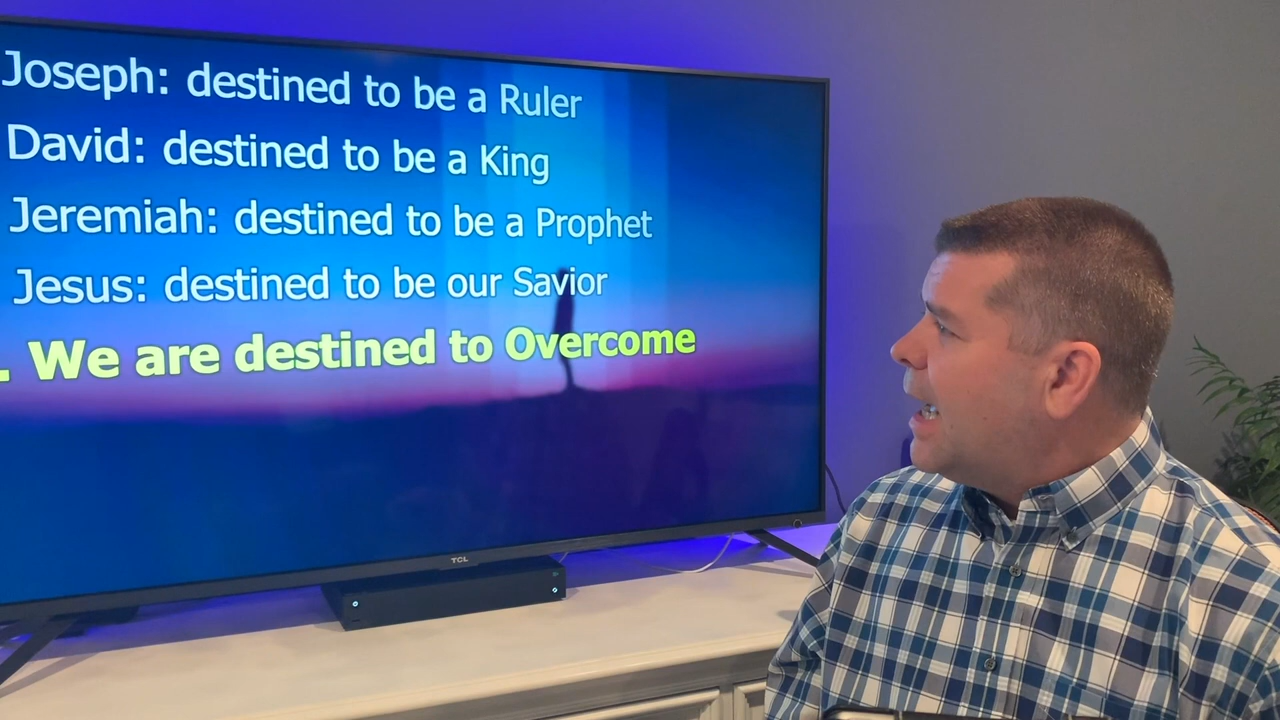 Joseph: destined to be a Ruler
David: destined to be a King
Jeremiah: destined to be a Prophet
Jesus: destined to be our Savior
. We are destined to Overcome
TCL